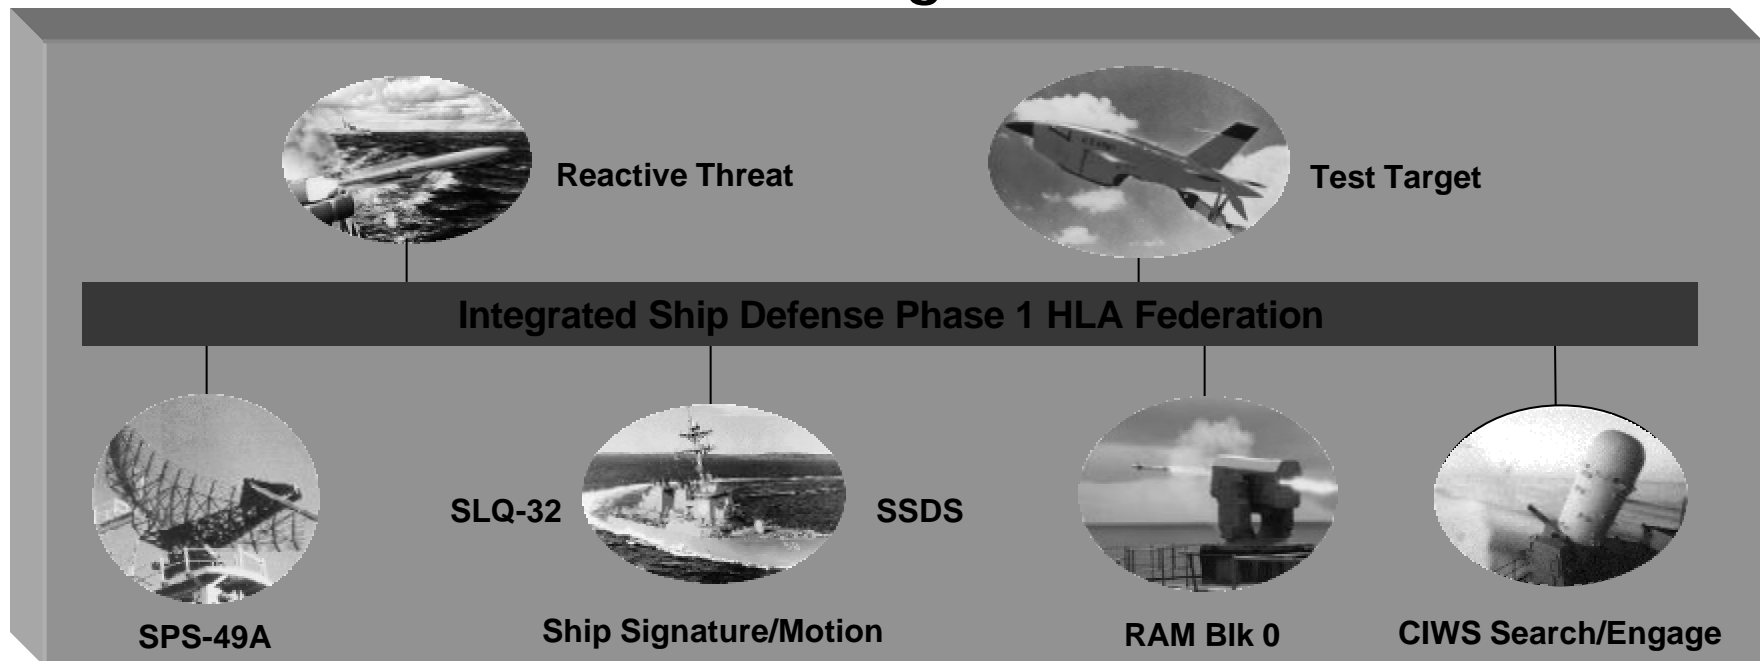 Reactive Threat
Test Target
Integrated Ship Defense Phase 1 HLA Federation
SLQ-32
SSDS
SPS-49A
Ship Signature/Motion
RAM Blk 0
CIWS Search/Engage